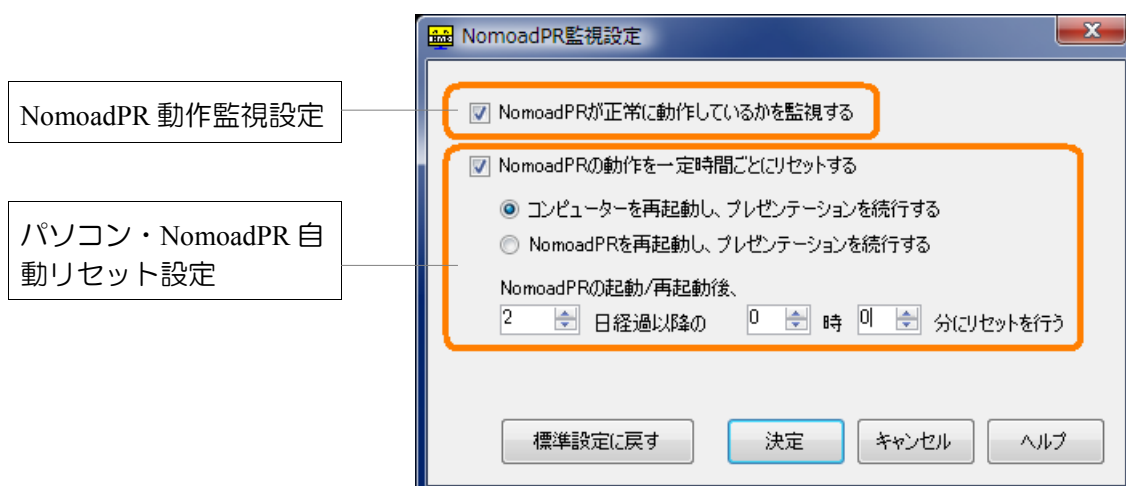 NomoadPR監視設定
NomoadPR 動作監視設定
NomoadPRが正常に動作しているかを監視する
NomoadPRの動作を一定時間ごとにリセットする
パソコン・NomoadPR 自
動リセット設定
コンピューターを再起動し、プレゼンテーションを続行する
NomoadPRを再起動し、プレゼンテーションを続行する
NomoadPRの起動/再起動後、
2 日経過以降の 0 時 0 分にリセットを行う
標準設定に戻す 決定 キャンセル ヘルプ